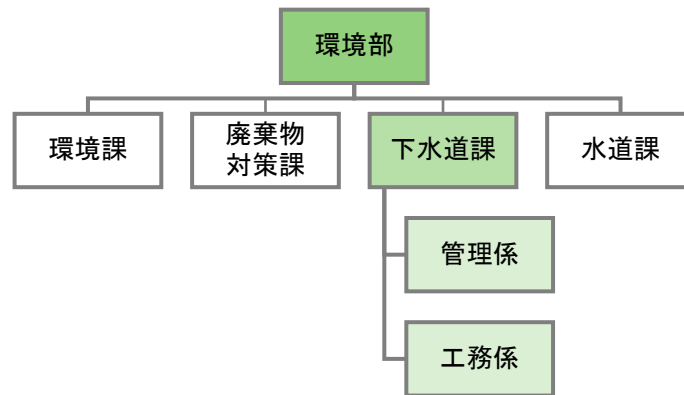 環境部
環境課
廃棄物
対策課
下水道課
水道課
管理係
工務係